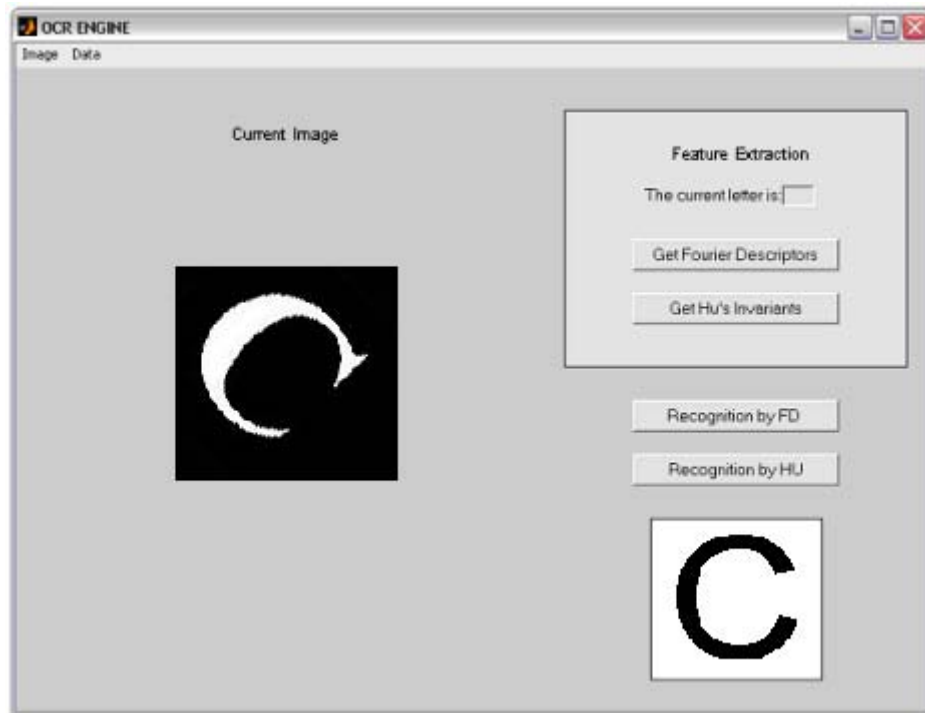 OCR ENGINE
Image Data
Current Image
Feature Extraction
The current letter is:
Get Fourier Descriptors
Get Hu's Invariants
Recognition by FD
Recognition by HU
C
C